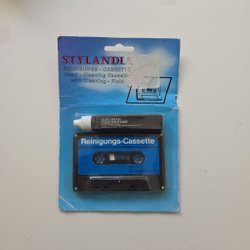 STYLANDIA
REINIGUNGS - CASSETTE
Head - Cleaning Cassette
with Cleaning - Fluid
Reinigungs-Cassette